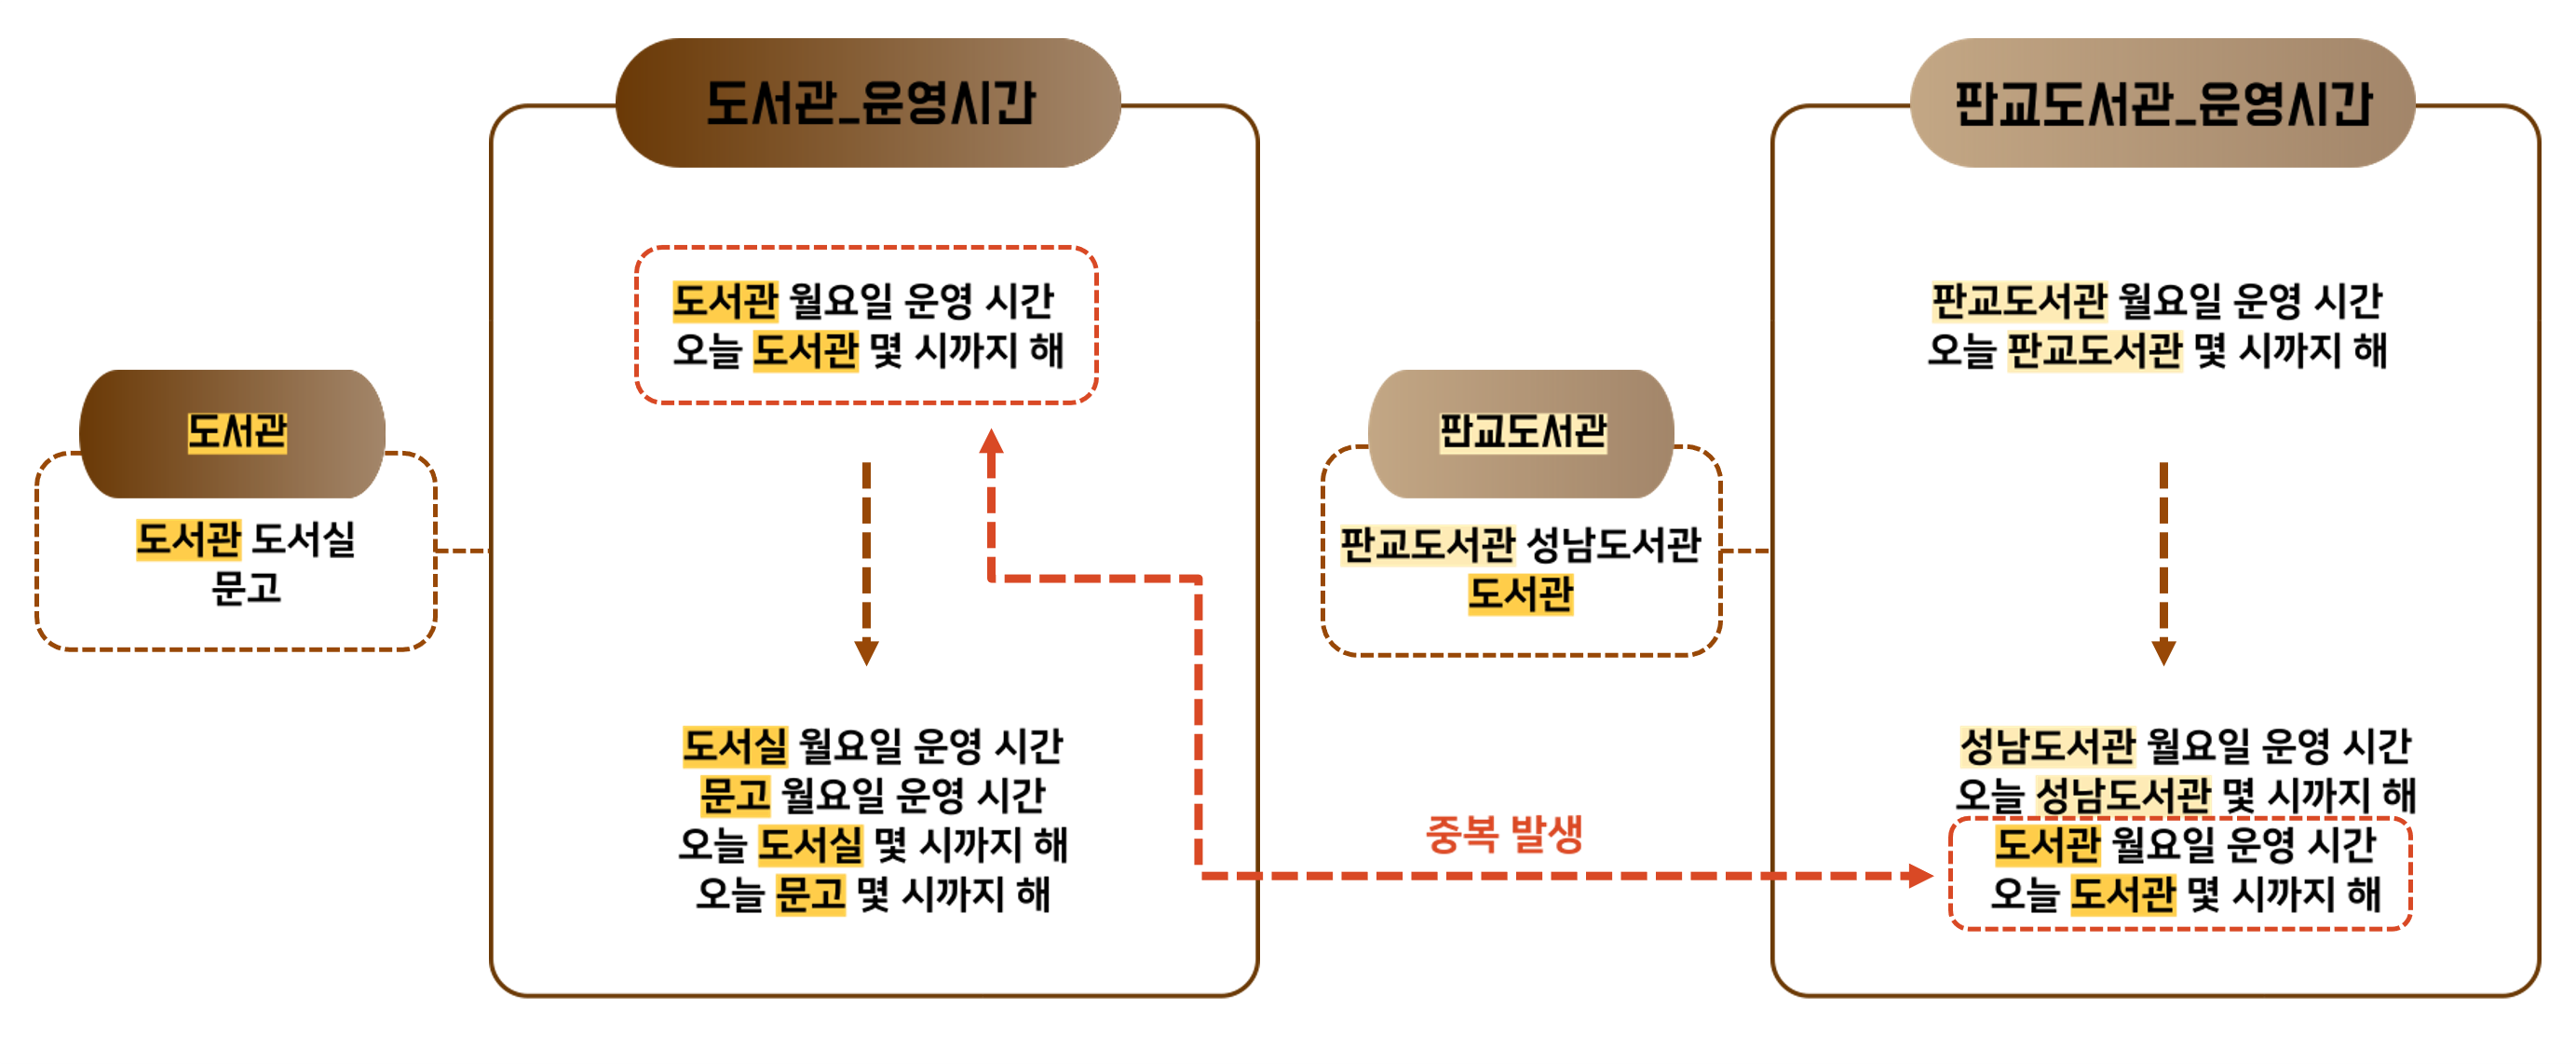 도서관_운영시간
도서관 월요일 운영 시간
오늘 도서관 몇 시까지 해
도서관
도서관 도서실
문고
도서실 월요일 운영 시간
문고 월요일 운영 시간
오늘 도서실 몇 시까지 해
오늘 문고 몇 시까지 해
중복 발생
판교도서관_운영시간
판교도서관 월요일 운영 시간
오늘 판교도서관 몇 시까지 해
판교도서관
판교도서관 성남도서관
도서관
성남도서관 월요일 운영 시간
오늘 성남도서관 몇 시까지 해
도서관 월요일 운영 시간
오늘 도서관 몇 시까지 해